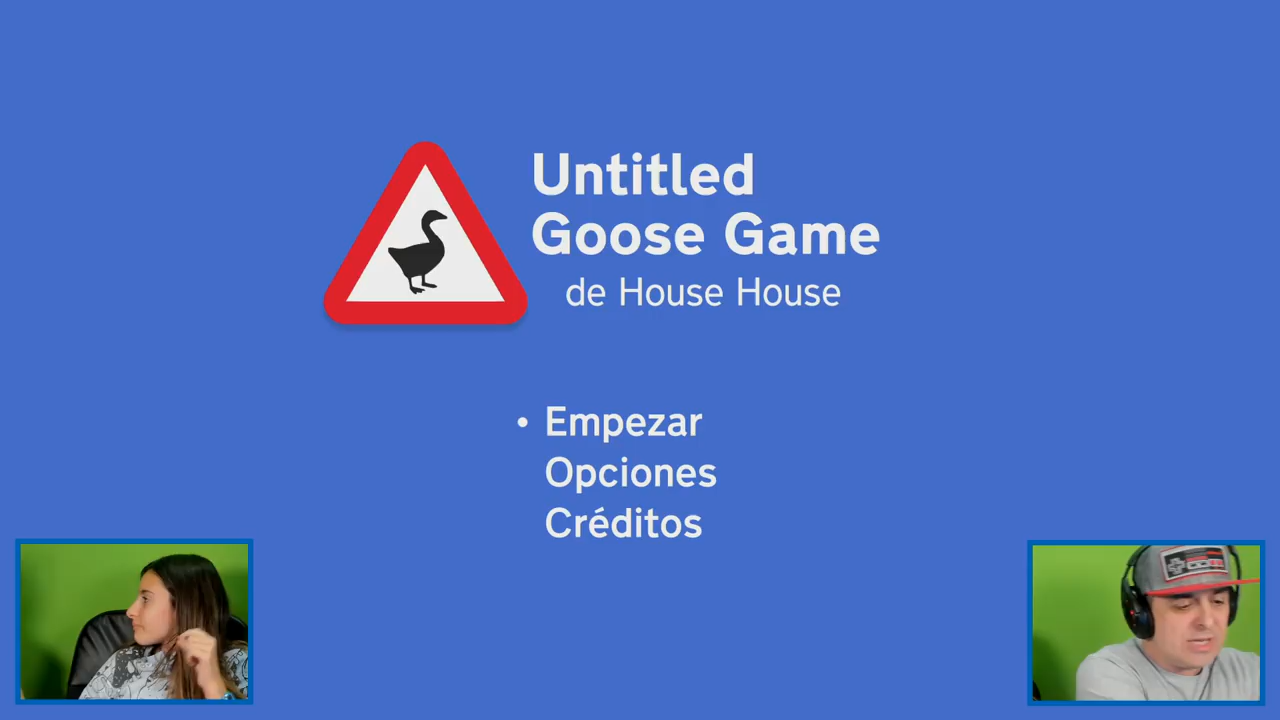 Untitled
Goose Game
de House House
Empezar
Opciones
Créditos